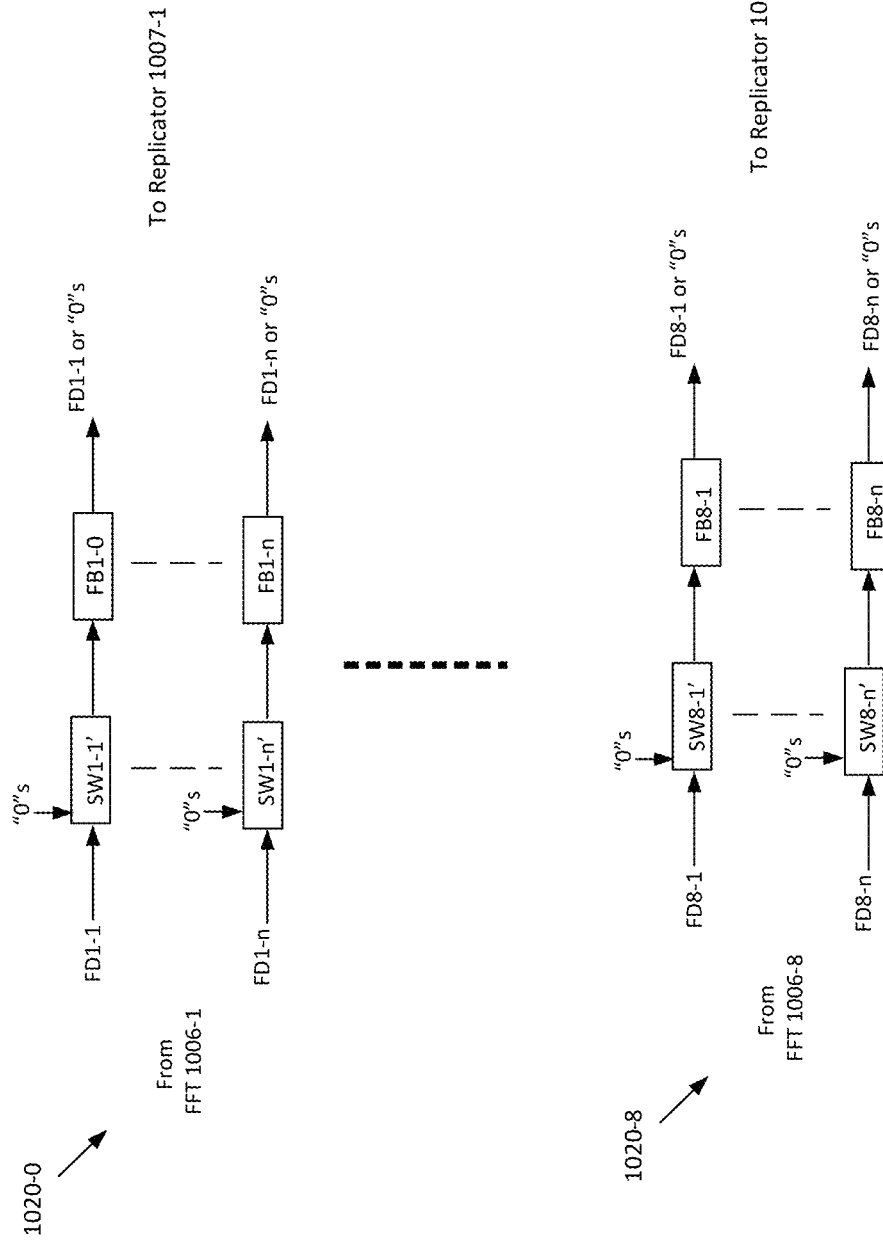 1020-0
From
FFT 1006-1
FD1-1
"0"s
SW1-1'
FB1-0
FD1-1 or "0"s
FD1-n
"0"s
SW1-n'
FB1-n
FD1-n or "0"s
To Replicator 1007-1
1020-8
From
FFT 1006-8
FD8-1
"0"s
SW8-1'
FB8-1
FD8-1 or "0"s
FD8-n
"0"s
SW8-n'
FB8-n
FD8-n or "0"s
To Replicator 10